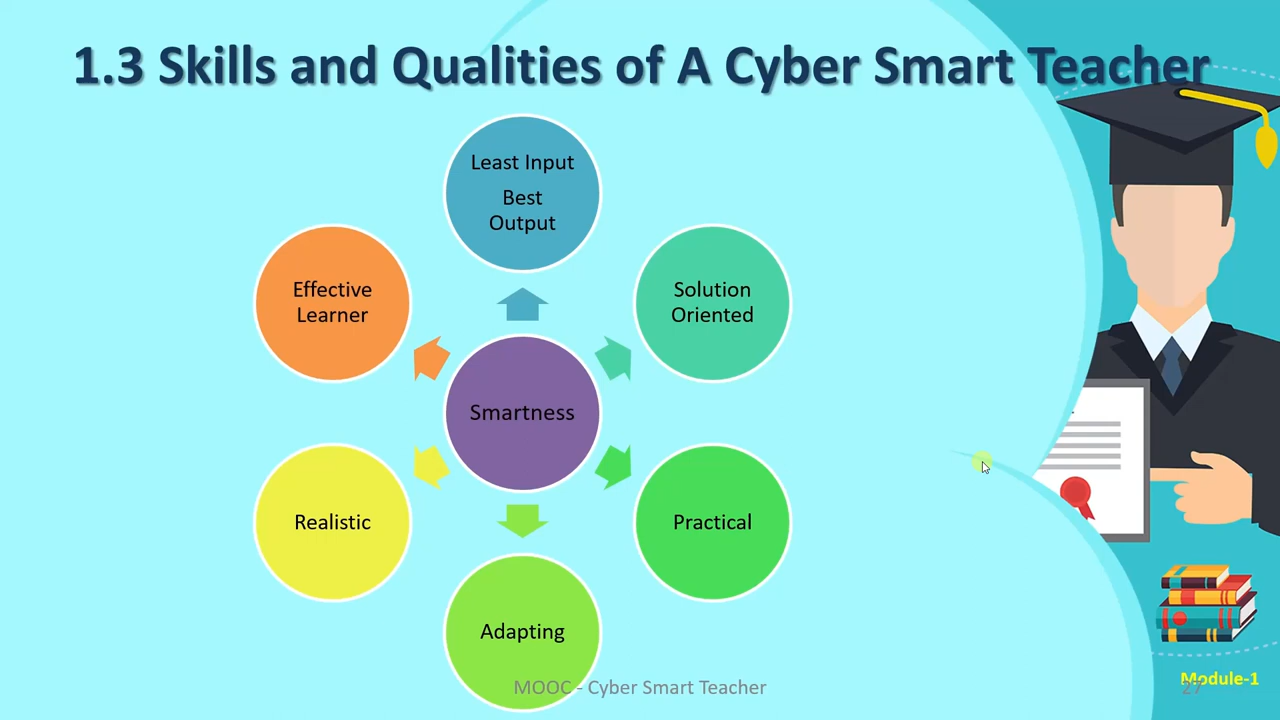 1.3 Skills and Qualities of A Cyber Smart Teacher
Least Input
Best
Output
Effective
Learner
Solution
Oriented
Smartness
Realistic
Practical
Adapting
MOOC - Cyber Smart Teacher
Module-1
27